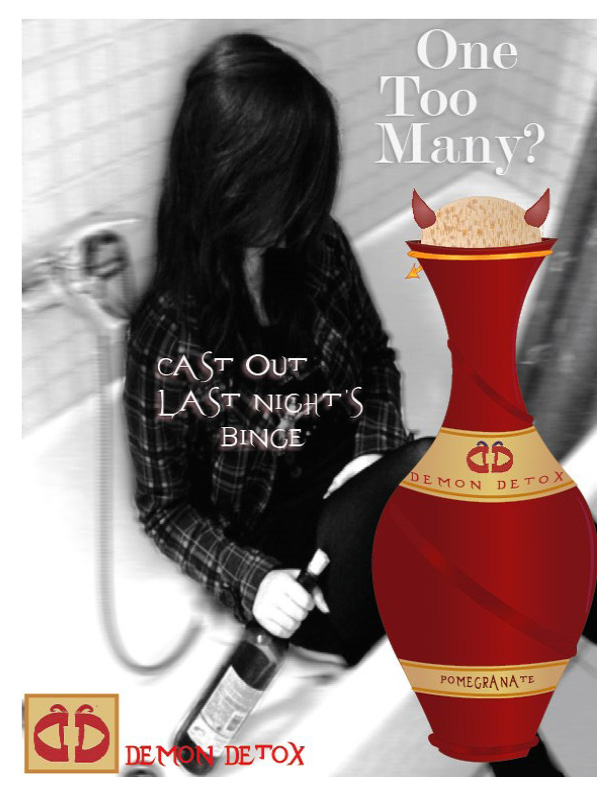 One
Too
Many?
CAST OUT
LAST NIGHT'S
BINGE
DEMON DETOX
POMEGRANATE
DEMON DETOX